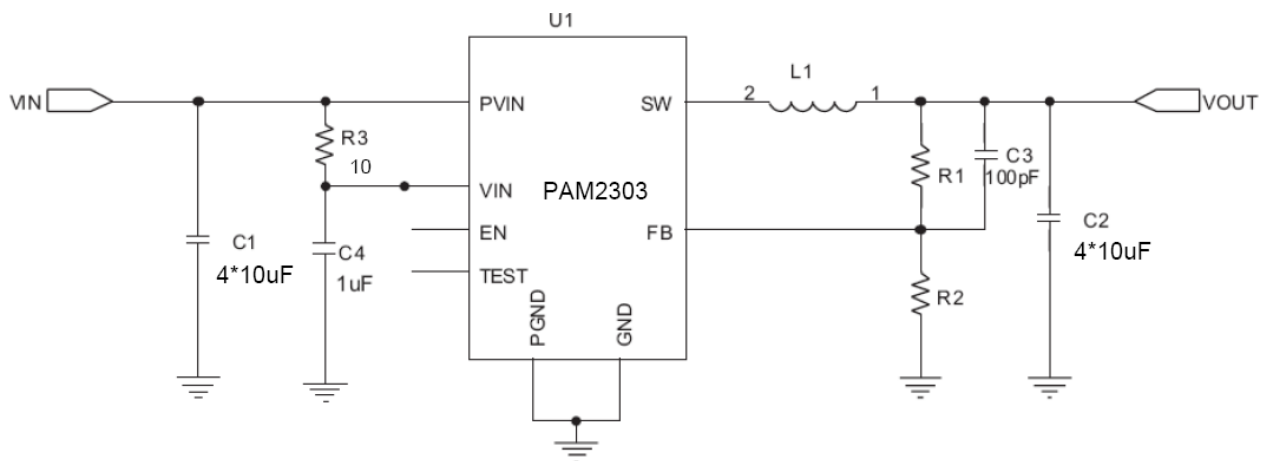 U1
VIN
PVIN
SW
2
L1
1
VOUT
R3
10
VIN
PAM2303
R1
C3
100pF
EN
FB
C1
4*10uF
C4
1uF
TEST
C2
4*10uF
R2
PGND
GND